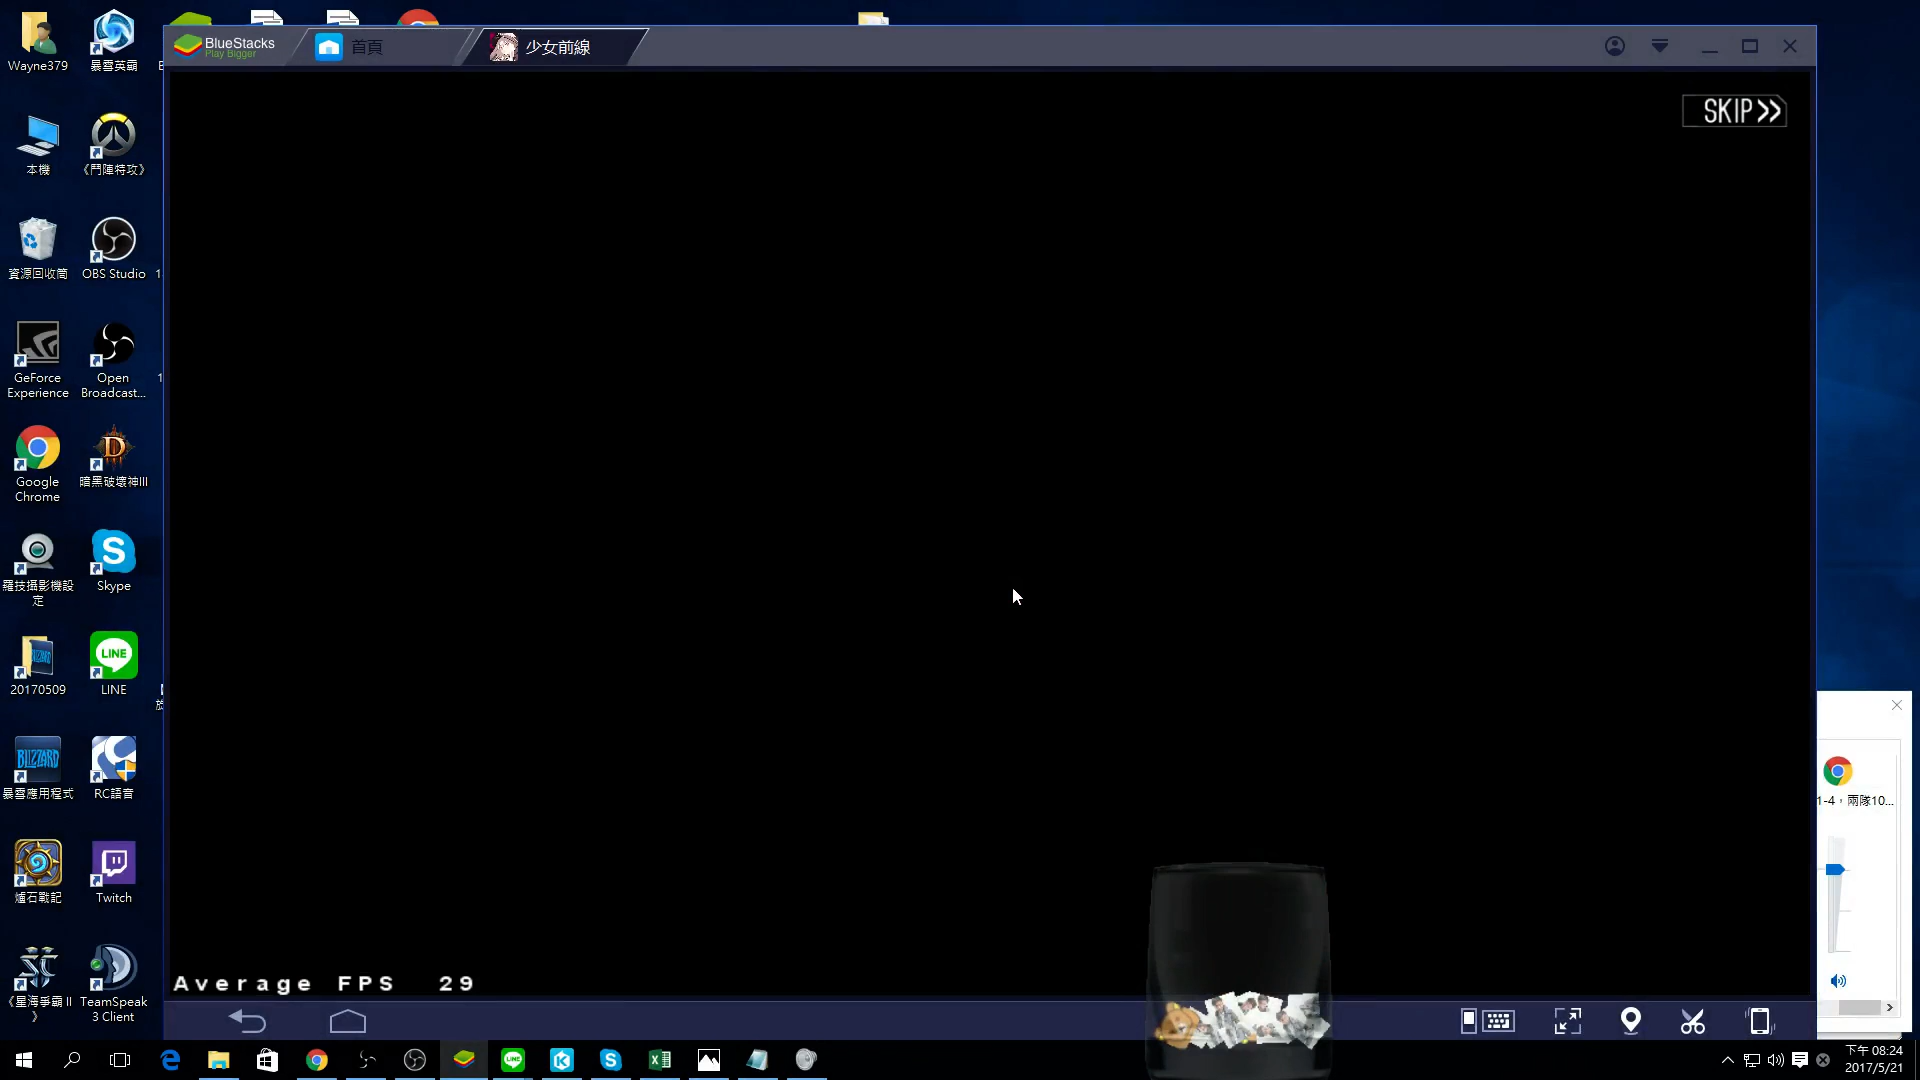 BlueStacks
Play Bigger
首頁
少女前線
SKIP
Wayne379
暴雪英霸
本機
《鬥陣特攻》
資源回收筒
OBS Studio
1
GeForce
Experience
Open
Broadcast...
1
Google
Chrome
暗黑破壞神III
羅技攝影機設
定
Skype
20170509
LINE
LINE
BLIZZARD
暴雪應用程式
RC語音
爐石戰記
Twitch
《星海爭霸 II
》
TeamSpeak
3 Client
1-4，兩隊10...
Average FPS 29
下午 08:24
2017/5/21